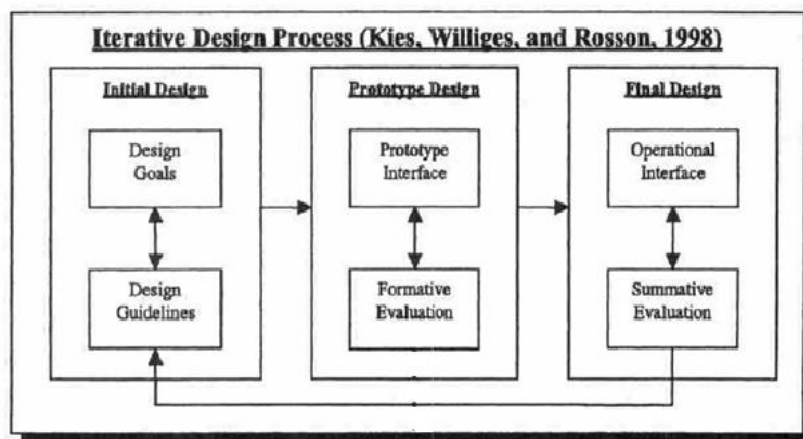 Iterative Design Process (Kies, Williges, and Rosson, 1998)
Initial Design
Design
Goals
Design
Guidelines
Prototype Design
Prototype
Interface
Formative
Evaluation
Final Design
Operational
Interface
Summative
Evaluation